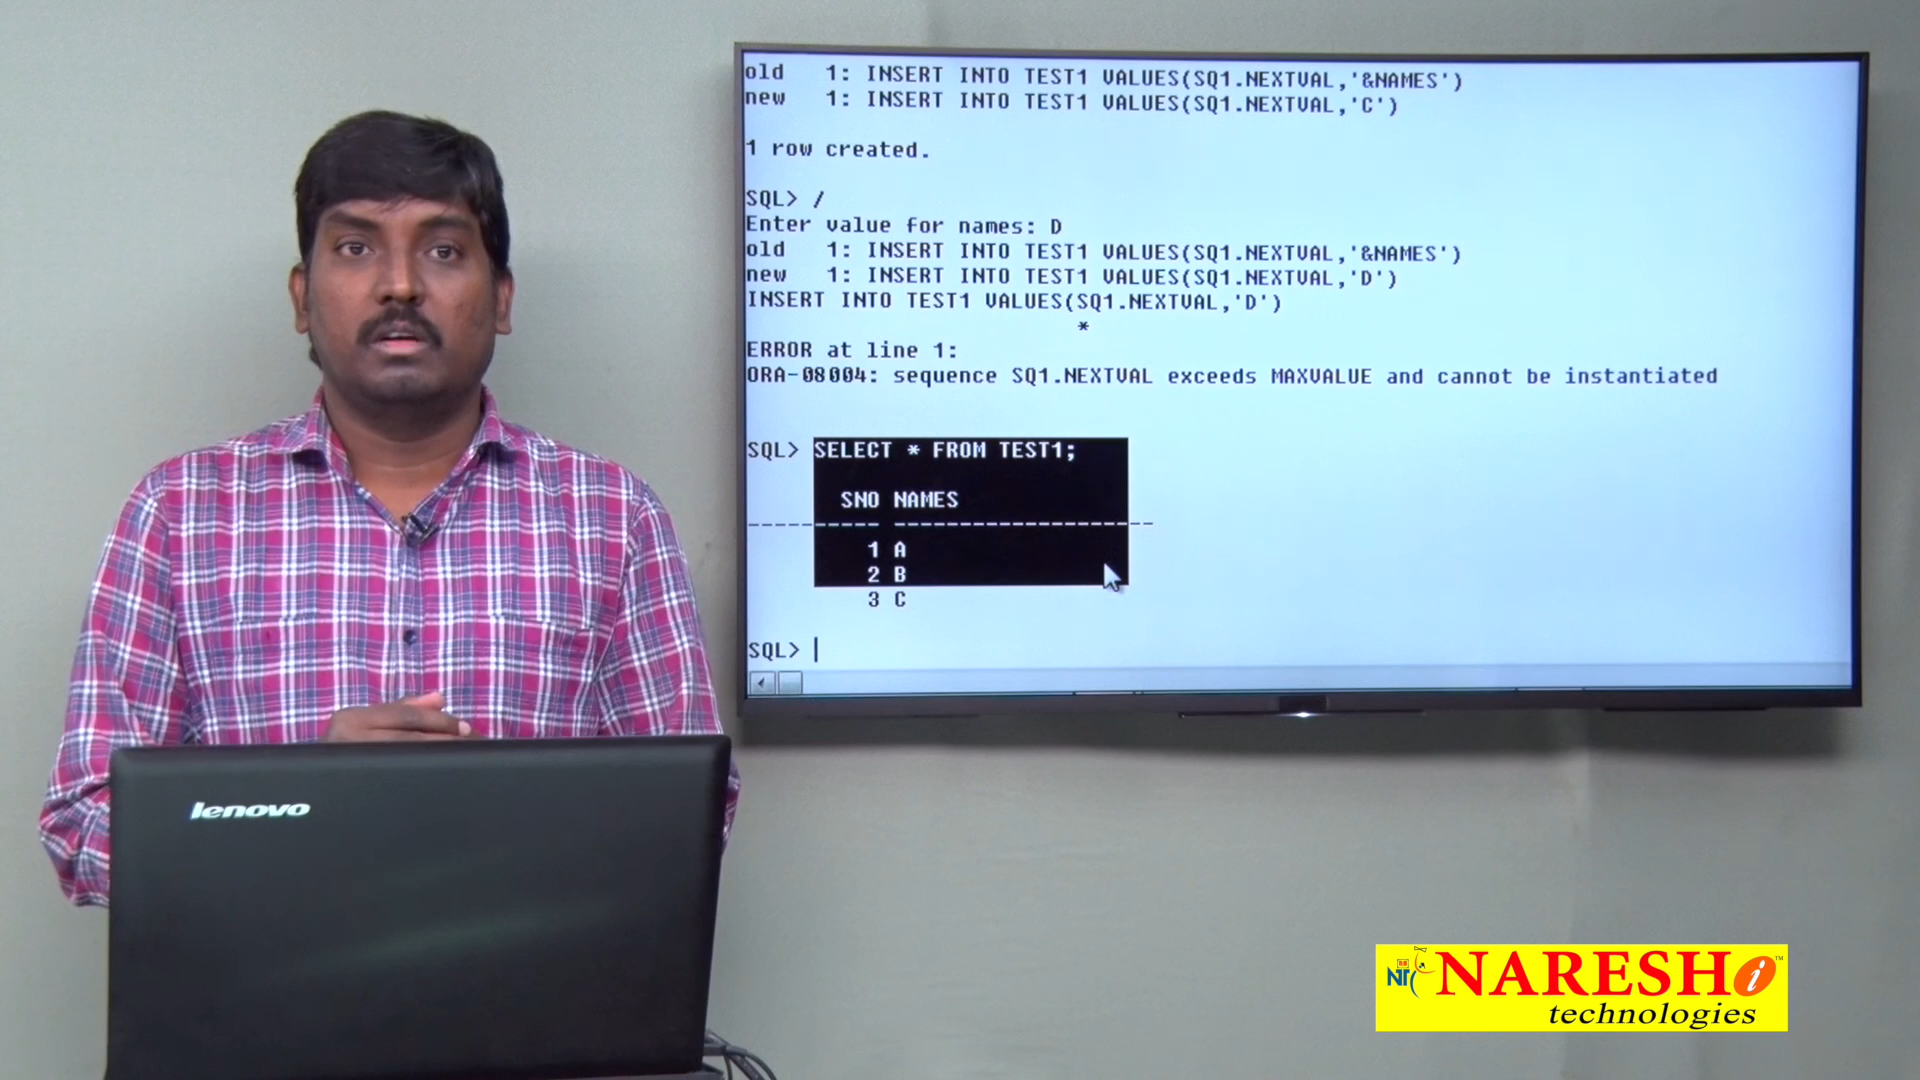 old   1: INSERT INTO TEST1 VALUES(SQ1.NEXTVAL,'&NAMES')
new   1: INSERT INTO TEST1 VALUES(SQ1.NEXTVAL,'C')
1 row created.
SQL> /
Enter value for names: D
old   1: INSERT INTO TEST1 VALUES(SQ1.NEXTVAL,'&NAMES')
new   1: INSERT INTO TEST1 VALUES(SQ1.NEXTVAL,'D')
INSERT INTO TEST1 VALUES(SQ1.NEXTVAL,'D')
*
ERROR at line 1:
ORA-08004: sequence SQ1.NEXTVAL exceeds MAXVALUE and cannot be instantiated
SQL> SELECT * FROM TEST1;
SNO NAMES
---------- --------------------
1 A
2 B
3 C
SQL>
lenovo
NT NARESH i ™
technologies